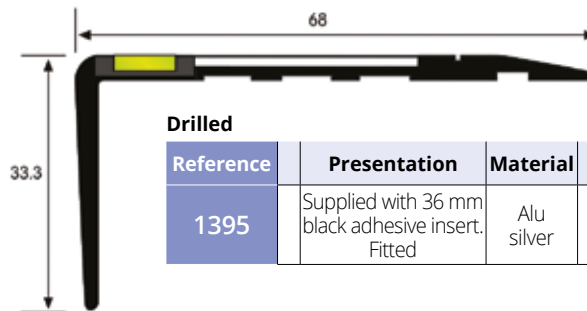 68
33,3
Drilled
Reference Presentation Material
1395 Supplied with 36 mm black adhesive insert. Fitted Alu silver